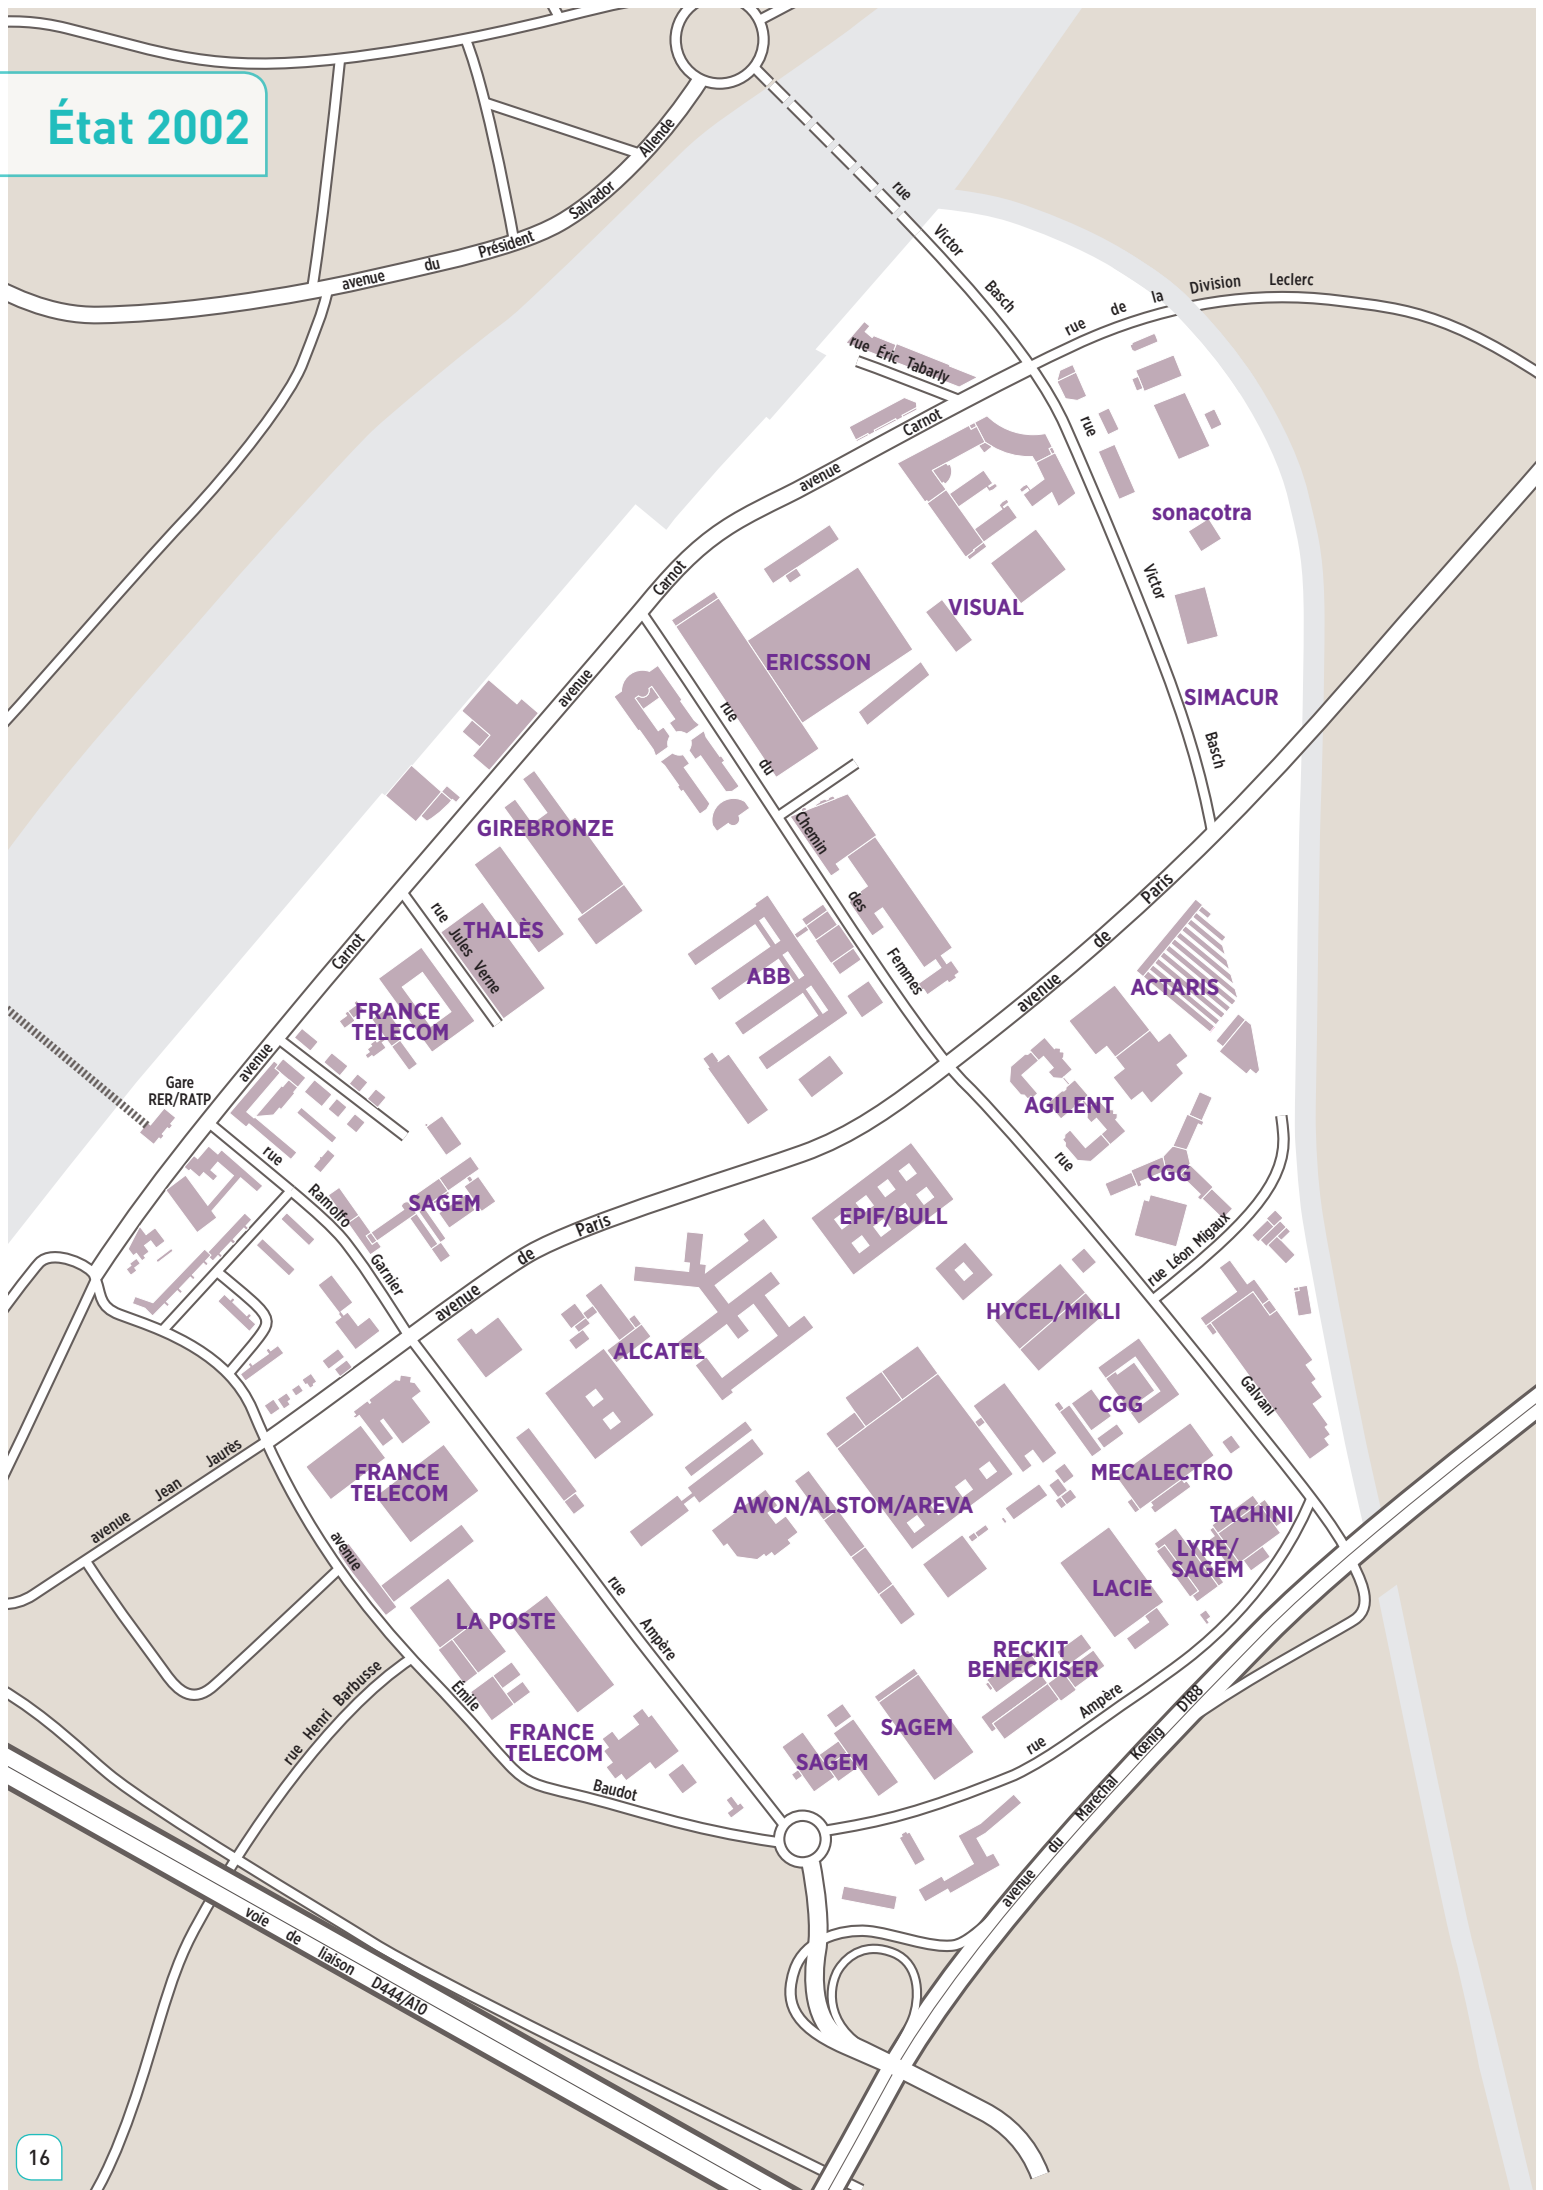 État 2002
avenue du Président Salvador Allende
rue Victor Basch
rue de la Division Leclerc
rue Éric Tabarly
avenue Carnot
rue Victor Basch
sonacotra
VISUAL
ERICSSON
SIMACUR
avenue Carnot
rue du Chemin des Femmes
GIREBRONZE
THALÈS
rue Jules Verne
ABB
avenue de Paris
ACTARIS
FRANCE
TELECOM
avenue Carnot
Gare
RER/RATP
AGILENT
CGG
rue Ramolfo Garnier
SAGEM
EPIF/BULL
rue Léon Migaux
rue Galvani
avenue de Paris
HYCEL/MIKLI
ALCATEL
CGG
avenue Jean Jaurès
FRANCE
TELECOM
MECALECTRO
AWON/ALSTOM/AREVA
TACHINI
LYRE/
SAGEM
LACIE
LA POSTE
rue Ampère
RECKIT
BENECKISER
rue Henri Barbusse
avenue Émile Baudot
FRANCE
TELECOM
SAGEM
SAGEM
rue Ampère
avenue du Maréchal Kœnig D188
voie de liaison D444/A10
16